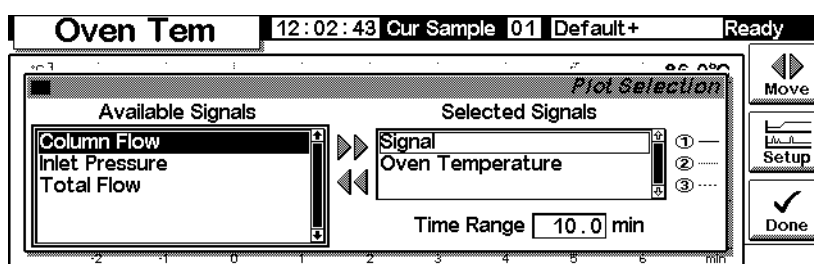 Oven Tem 12:02:43 Cur Sample 01 Default+ Ready
Plot Selection
Move
Available Signals Selected Signals
Column Flow Signal ①
Inlet Pressure Oven Temperature ②
Total Flow ③
Setup
Time Range 10.0 min
Done
-2 -1 0 1 2 3 4 5 6 min